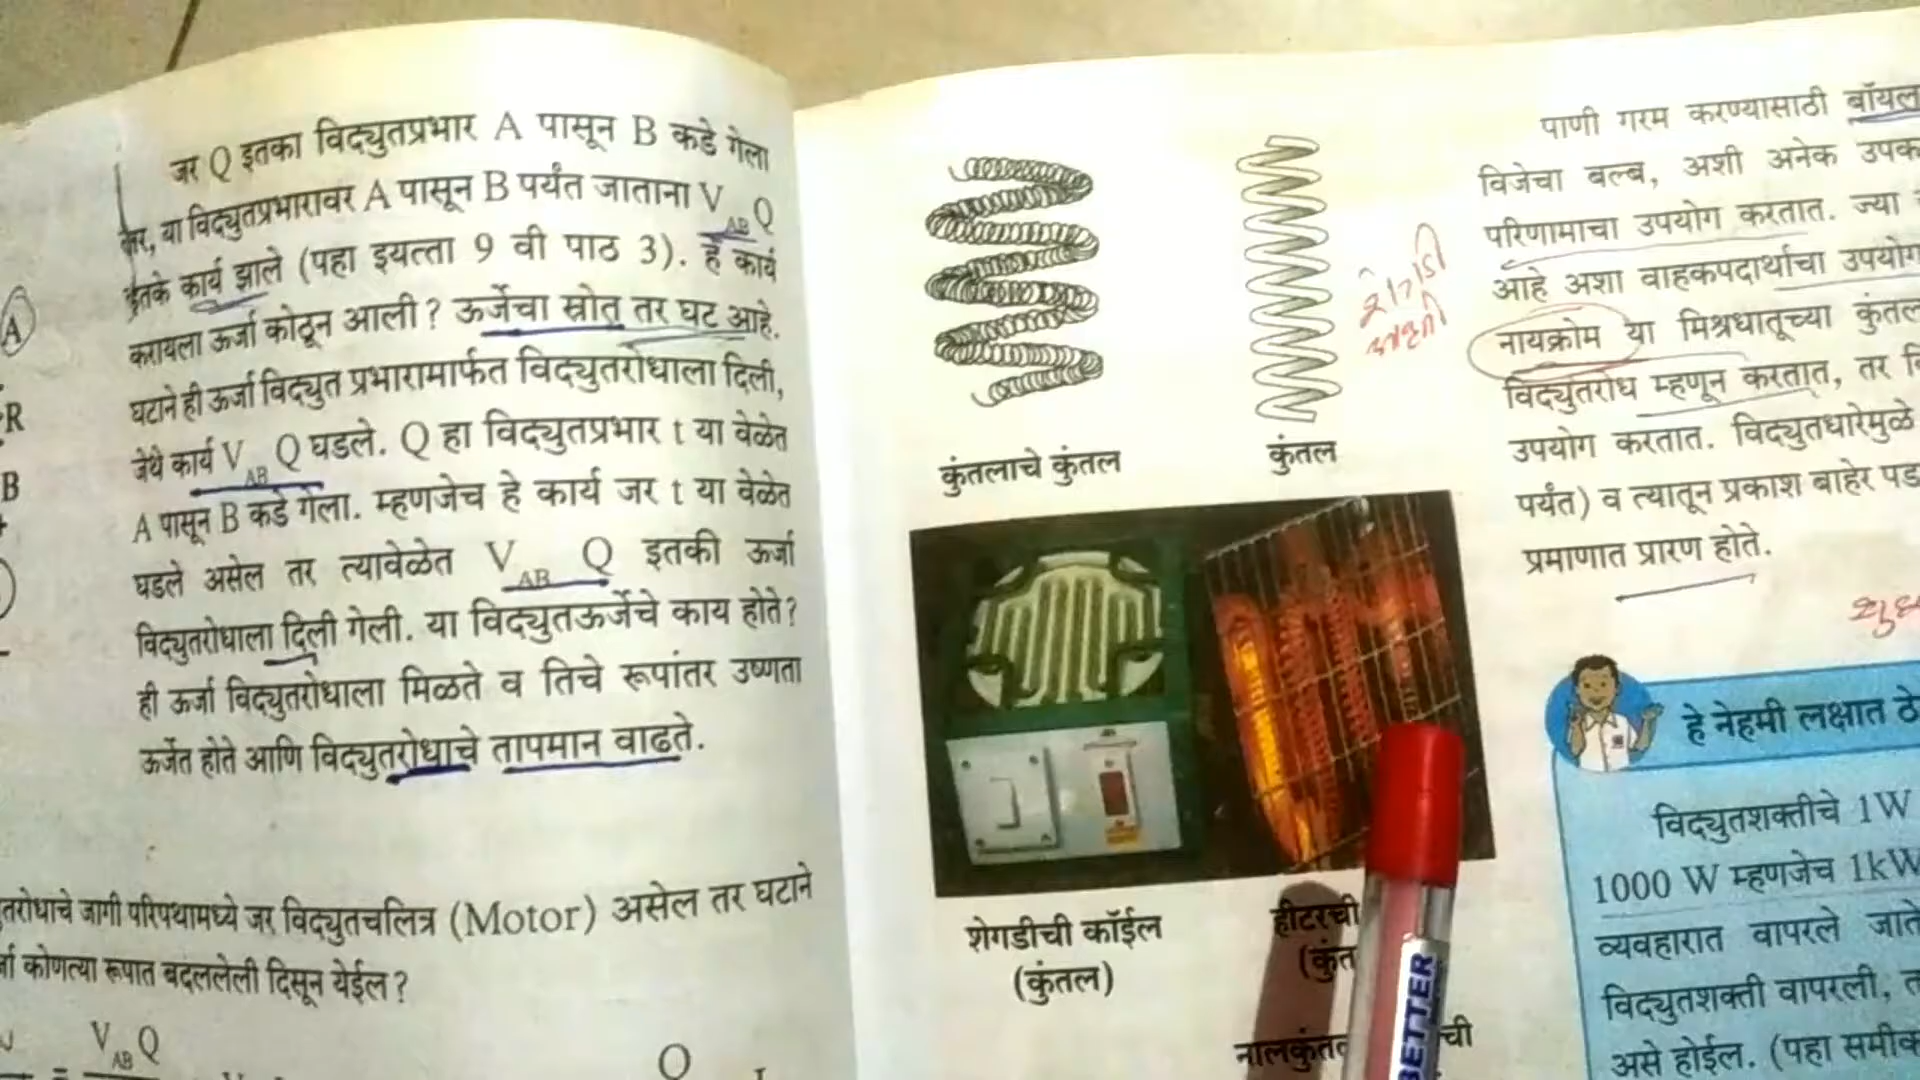 जर Q इतका विद्युतप्रभार A पासून B कडे गेला
तर, या विद्युतप्रभारावर A पासून B पर्यंत जाताना V AB Q
इतके कार्य झाले (पहा इयत्ता 9 वी पाठ 3). हे कार्य
करायला ऊर्जा कोठून आली? ऊर्जेचा स्रोत तर घट आहे.
घटाने ही ऊर्जा विद्युत प्रभारामार्फत विद्युतरोधाला दिली,
जेथे कार्य V AB Q घडले. Q हा विद्युतप्रभार t या वेळेत
A पासून B कडे गेला. म्हणजेच हे कार्य जर t या वेळेत
घडले असेल तर त्यावेळेत V AB Q इतकी ऊर्जा
विद्युतरोधाला दिली गेली. या विद्युतऊर्जेचे काय होते?
ही ऊर्जा विद्युतरोधाला मिळते व तिचे रूपांतर उष्णता
ऊर्जेत होते आणि विद्युतरोधाचे तापमान वाढते.
तरोधाचे जागी परिपथामध्ये जर विद्युतचलित्र (Motor) असेल तर घटाने
कोणत्या रूपात बदललेली दिसून येईल?
V AB Q
=
Q
A
R
B
कुंतलाचे कुंतल
कुंतल
शेगडीची कॉईल
(कुंतल)
हीटरची
(कुंत
नालकुंत
ची
BETTER
पाणी गरम करण्यासाठी बॉयल
विजेचा बल्ब, अशी अनेक उपक
परिणामाचा उपयोग करतात. ज्या
आहे अशा वाहकपदार्थाचा उपयोग
नायक्रोम या मिश्रधातूच्या कुंतल
विद्युतरोध म्हणून करतात, तर
उपयोग करतात. विद्युतधारेमुळे
पर्यंत) व त्यातून प्रकाश बाहेर पड
प्रमाणात प्रारण होते.
हे नेहमी लक्षात ठे
विद्युतशक्तीचे 1W
1000 W म्हणजेच 1kW
व्यवहारात वापरले जाते
विद्युतशक्ती वापरली, त
असे होईल. (पहा समीक